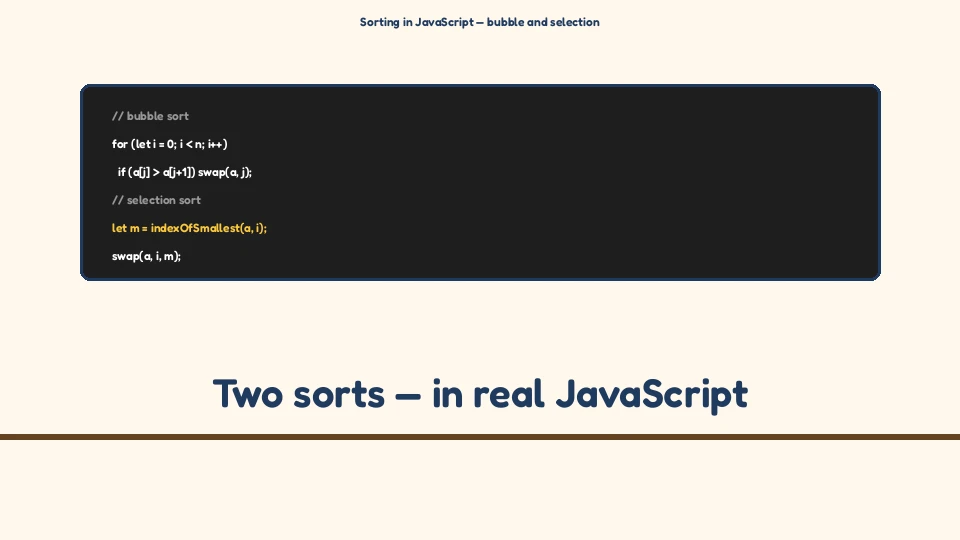 Sorting in JavaScript — bubble and selection
// bubble sort
for (let i = 0; i < n; i++)
  if (a[j] > a[j+1]) swap(a, j);
// selection sort
let m = indexOfSmallest(a, i);
swap(a, i, m);
Two sorts — in real JavaScript